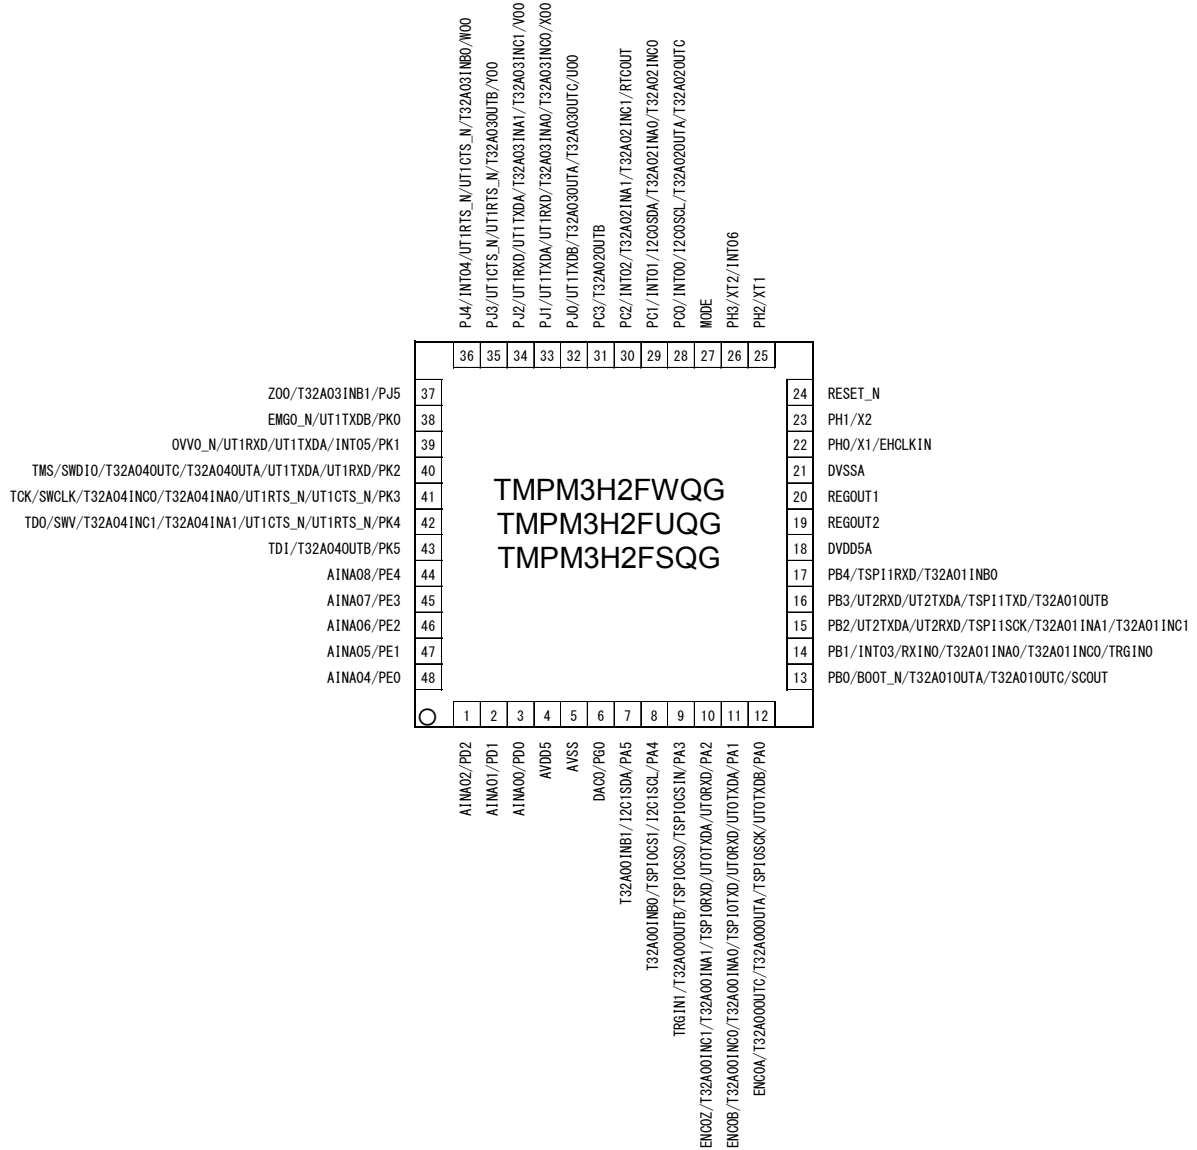 PJ4/INT04/UT1RTS_N/UT1CTS_N/T32A03INB0/WO0
PJ3/UT1CTS_N/UT1RTS_N/T32A03OUTB/YO0
PJ2/UT1RXD/UT1TXDA/T32A03INA1/T32A03INC1/VO0
PJ1/UT1TXDA/UT1RXD/T32A03INA0/T32A03INC0/XO0
PJ0/UT1TXDB/T32A03OUTA/T32A03OUTC/UO0
PC3/T32A02OUTB
PC2/INT02/T32A02INA1/T32A02INC1/RTCOUT
PC1/INT01/I2C0SDA/T32A02INA0/T32A02INC0
PC0/INT00/I2C0SCL/T32A02OUTA/T32A02OUTC
MODE
PH3/XT2/INT06
PH2/XT1
36 35 34 33 32 31 30 29 28 27 26 25
ZO0/T32A03INB1/PJ5 37
EMG0_N/UT1TXDB/PK0 38
OVV0_N/UT1RXD/UT1TXDA/INT05/PK1 39
TMS/SWDIO/T32A04OUTC/T32A04OUTA/UT1TXDA/UT1RXD/PK2 40
TCK/SWCLK/T32A04INC0/T32A04INA0/UT1RTS_N/UT1CTS_N/PK3 41
TDO/SWV/T32A04INC1/T32A04INA1/UT1CTS_N/UT1RTS_N/PK4 42
TDI/T32A04OUTB/PK5 43
AINA08/PE4 44
AINA07/PE3 45
AINA06/PE2 46
AINA05/PE1 47
AINA04/PE0 48
TMPM3H2FWQG
TMPM3H2FUQG
TMPM3H2FSQG
24 RESET_N
23 PH1/X2
22 PH0/X1/EHCLKIN
21 DVSSA
20 REGOUT1
19 REGOUT2
18 DVDD5A
17 PB4/TSPI1RXD/T32A01INB0
16 PB3/UT2RXD/UT2TXDA/TSPI1TXD/T32A01OUTB
15 PB2/UT2TXDA/UT2RXD/TSPI1SCK/T32A01INA1/T32A01INC1
14 PB1/INT03/RXIN0/T32A01INA0/T32A01INC0/TRGIN0
13 PB0/BOOT_N/T32A01OUTA/T32A01OUTC/SCOUT
1 2 3 4 5 6 7 8 9 10 11 12
AINA02/PD2
AINA01/PD1
AINA00/PD0
AVDD5
AVSS
DAC0/PG0
T32A00INB1/I2C1SDA/PA5
T32A00INB0/TSPI0CS1/I2C1SCL/PA4
TRGIN1/T32A00OUTB/TSPI0CS0/TSPI0CSIN/PA3
ENC0Z/T32A00INC1/T32A00INA1/TSPI0RXD/UT0TXDA/UT0RXD/PA2
ENC0B/T32A00INC0/T32A00INA0/TSPI0TXD/UT0RXD/UT0TXDA/PA1
ENC0A/T32A00OUTC/T32A00OUTA/TSPI0SCK/UT0TXDB/PA0